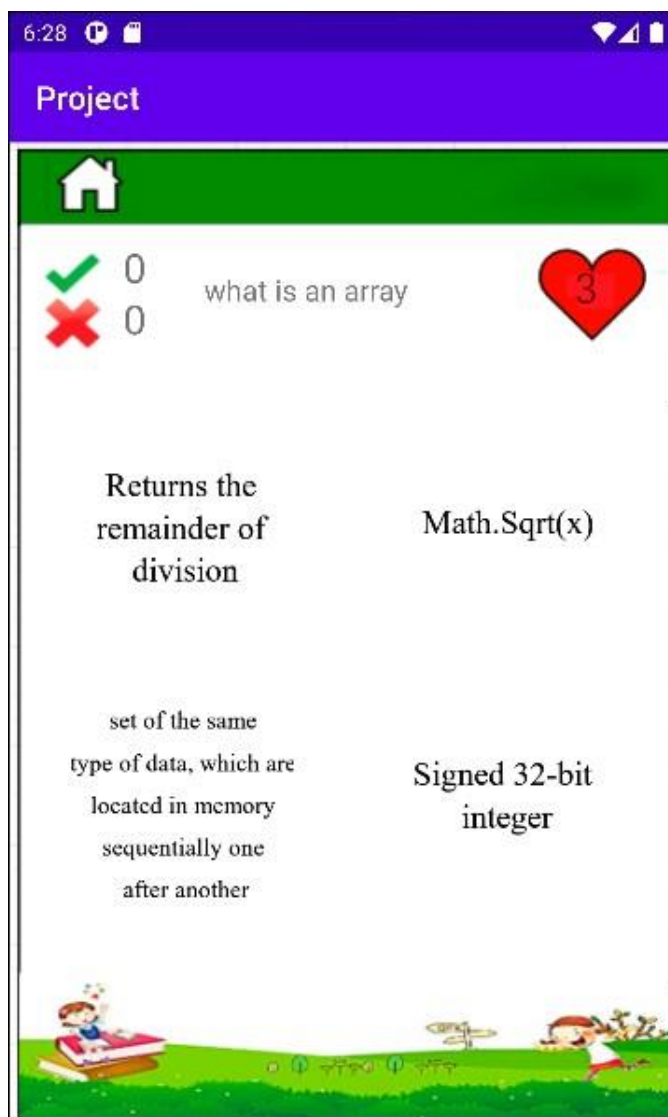 6:28
Project
0
what is an array
3
0
Returns the
remainder of
division
Math.Sqrt(x)
set of the same
type of data, which are
located in memory
sequentially one
after another
Signed 32-bit
integer